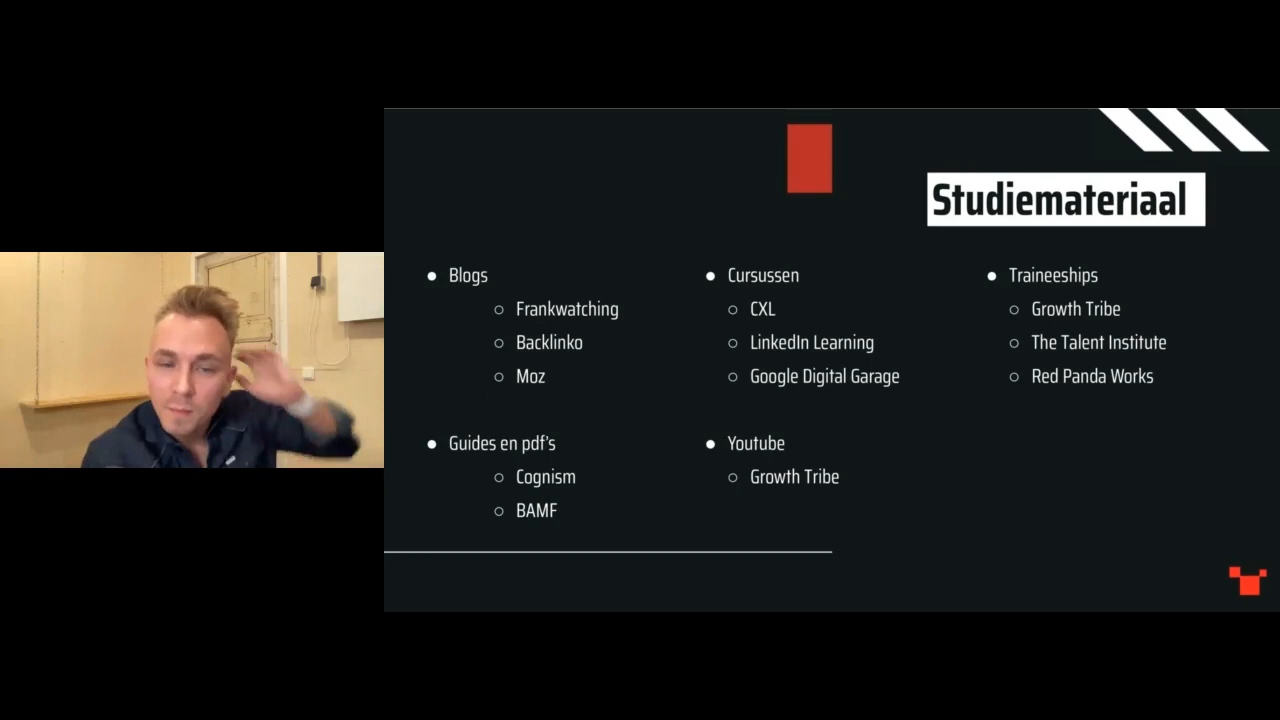 Studiemateriaal
Blogs
Frankwatching
Backlinko
Moz
Guides en pdf's
Cognism
BAMF
Cursussen
CXL
LinkedIn Learning
Google Digital Garage
Youtube
Growth Tribe
Traineeships
Growth Tribe
The Talent Institute
Red Panda Works